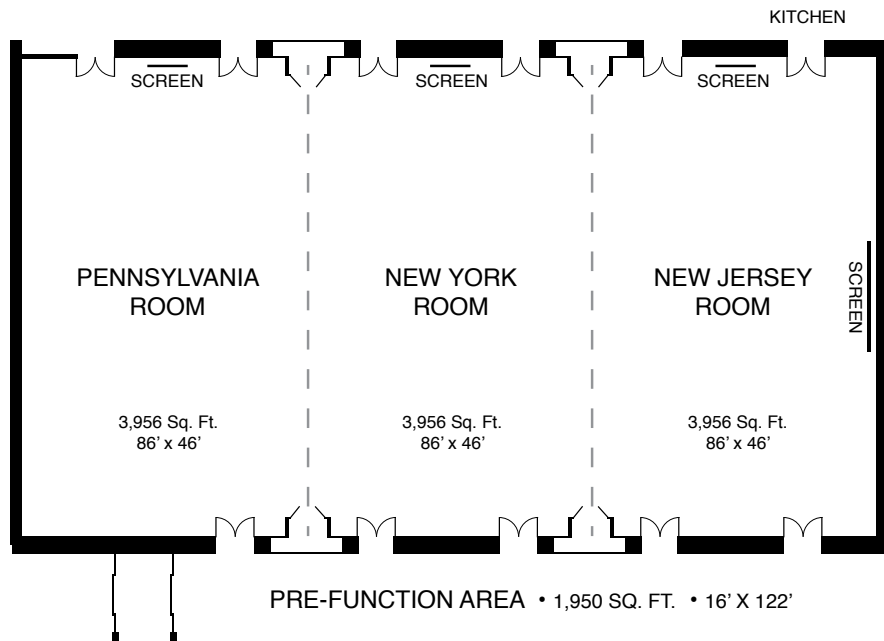 KITCHEN
SCREEN
SCREEN
SCREEN
PENNSYLVANIA
ROOM
NEW YORK
ROOM
NEW JERSEY
ROOM
SCREEN
3,956 Sq. Ft.
86’ x 46’
3,956 Sq. Ft.
86’ x 46’
3,956 Sq. Ft.
86’ x 46’
PRE-FUNCTION AREA • 1,950 SQ. FT. • 16’ X 122’